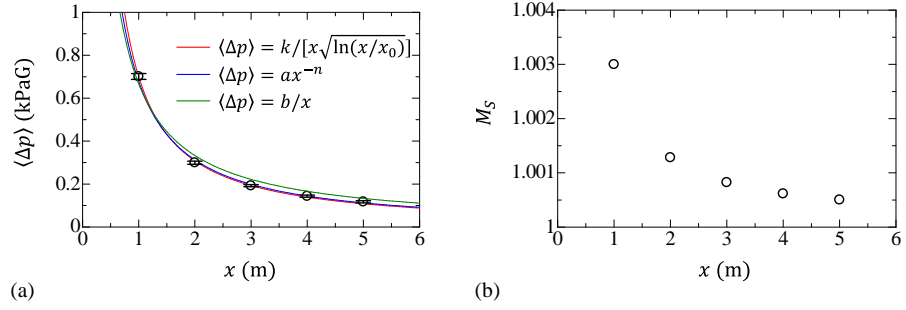 1
0.8
0.6
0.4
0.2
0
⟨Δp⟩ (kPaG)
⟨Δp⟩ = k/[x√ln(x/x₀)]
⟨Δp⟩ = ax⁻ⁿ
⟨Δp⟩ = b/x
0 1 2 3 4 5 6
x (m)
(a)
1.004
1.003
1.002
1.001
1
M_S
0 1 2 3 4 5 6
x (m)
(b)